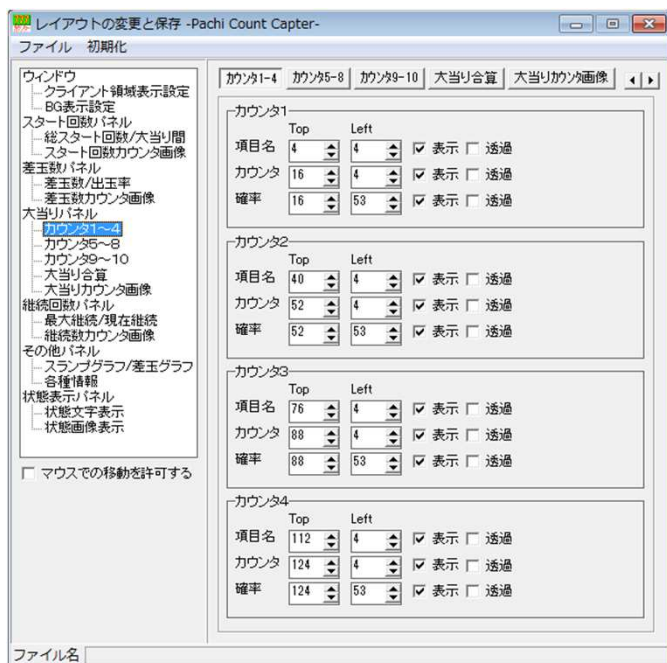 レイアウトの変更と保存 -Pachi Count Capter-
ファイル 初期化
ウィンドウ
クライアント領域表示設定
BG表示設定
スタート回数パネル
総スタート回数/大当り間
スタート回数カウンタ画像
差玉数パネル
差玉数/出玉率
差玉数カウンタ画像
大当りパネル
カウンタ1～4
カウンタ5～8
カウンタ9～10
大当り合算
大当りカウンタ画像
継続回数パネル
最大継続/現在継続
継続数カウンタ画像
その他パネル
スランプグラフ/差玉グラフ
各種情報
状態表示パネル
状態文字表示
状態画像表示
マウスでの移動を許可する
カウンタ1-4 カウンタ5-8 カウンタ9-10 大当り合算 大当りカウンタ画像
カウンタ1
Top Left
項目名 4 4 表示 透過
カウンタ 16 4 表示 透過
確率 16 53 表示 透過
カウンタ2
Top Left
項目名 40 4 表示 透過
カウンタ 52 4 表示 透過
確率 52 53 表示 透過
カウンタ3
Top Left
項目名 76 4 表示 透過
カウンタ 88 4 表示 透過
確率 88 53 表示 透過
カウンタ4
Top Left
項目名 112 4 表示 透過
カウンタ 124 4 表示 透過
確率 124 53 表示 透過
ファイル名